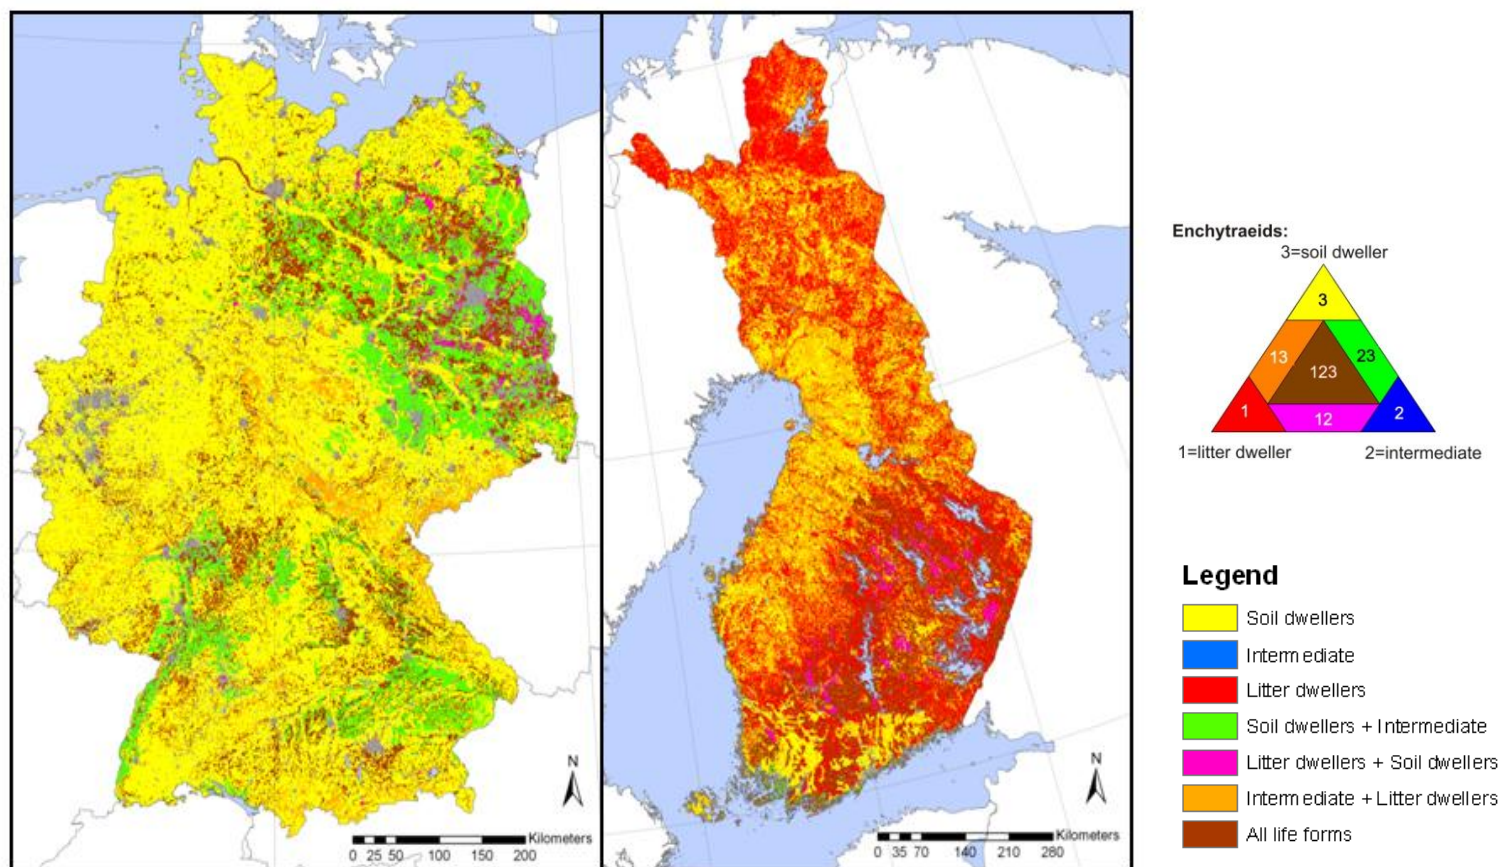 N
Kilometers
0 25 50 100 150 200
N
Kilometers
0 35 70 140 210 280
Enchytraeids:
3=soil dweller
3
13
23
123
1
12
2
1=litter dweller
2=intermediate
Legend
Soil dwellers
Intermediate
Litter dwellers
Soil dwellers + Intermediate
Litter dwellers + Soil dwellers
Intermediate + Litter dwellers
All life forms